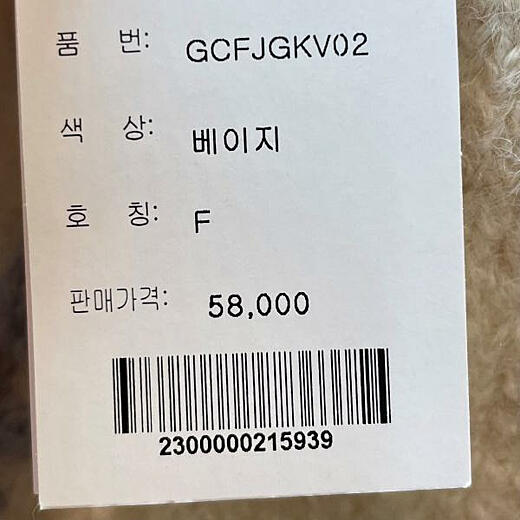 품 번: GCFJGKV02
색 상: 베이지
호 칭: F
판매가격: 58,000
2300000215939